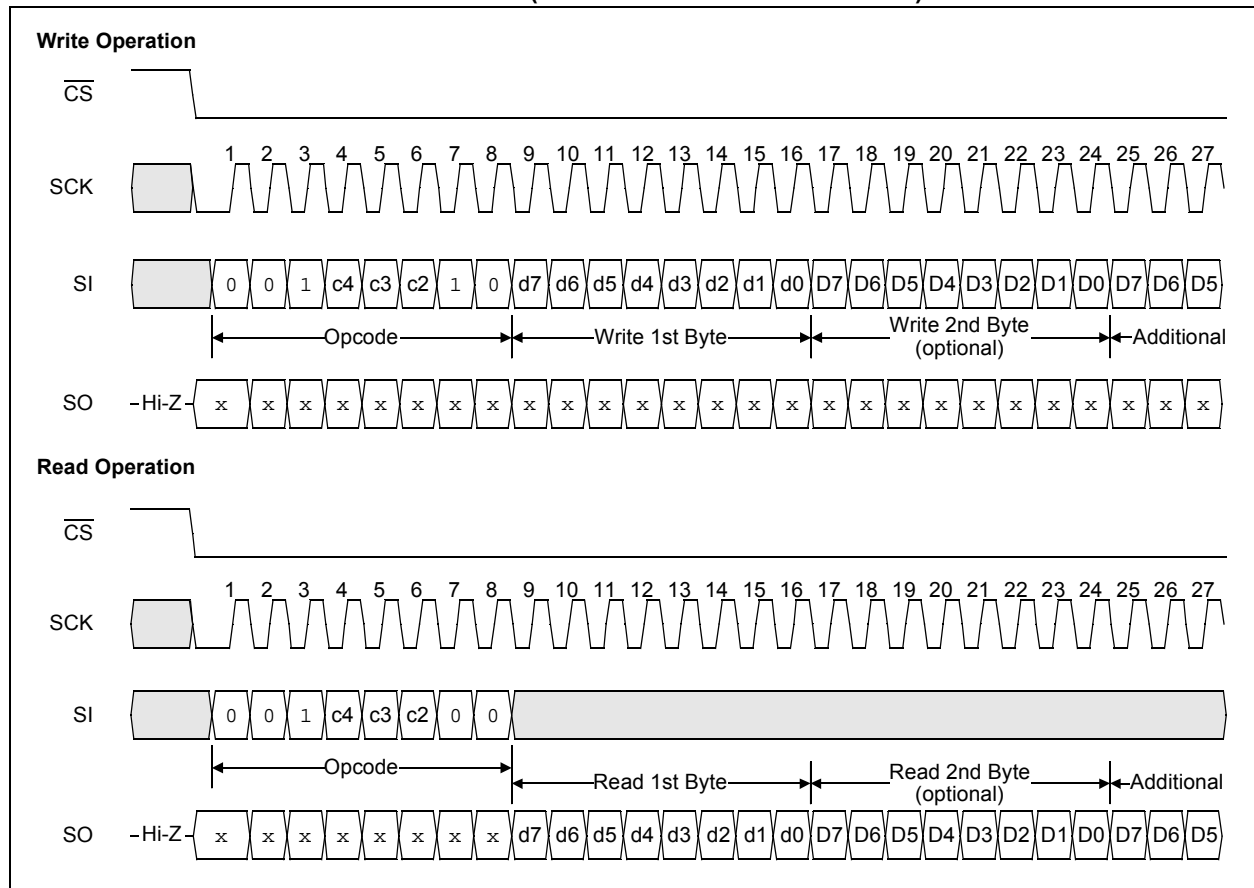 Write Operation
CS
1 2 3 4 5 6 7 8 9 10 11 12 13 14 15 16 17 18 19 20 21 22 23 24 25 26 27
SCK
SI 0 0 1 c4 c3 c2 1 0 d7 d6 d5 d4 d3 d2 d1 d0 D7 D6 D5 D4 D3 D2 D1 D0 D7 D6 D5
Opcode Write 1st Byte Write 2nd Byte Additional
(optional)
SO Hi-Z x x x x x x x x x x x x x x x x x x x x x x x x x x x
Read Operation
CS
1 2 3 4 5 6 7 8 9 10 11 12 13 14 15 16 17 18 19 20 21 22 23 24 25 26 27
SCK
SI 0 0 1 c4 c3 c2 0 0
Opcode Read 1st Byte Read 2nd Byte Additional
(optional)
SO Hi-Z x x x x x x x x d7 d6 d5 d4 d3 d2 d1 d0 D7 D6 D5 D4 D3 D2 D1 D0 D7 D6 D5